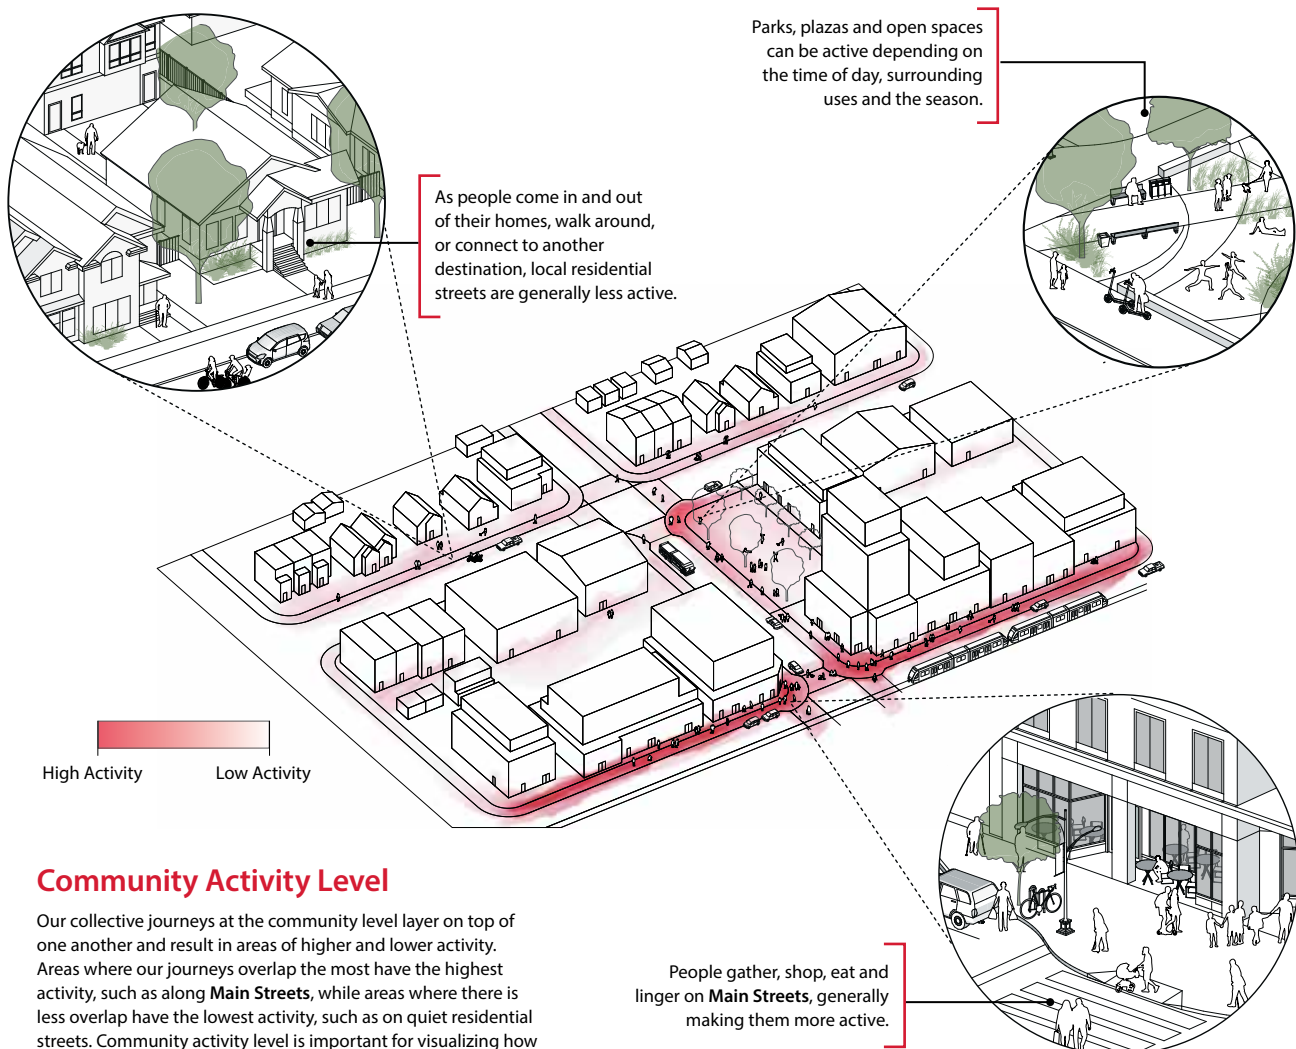 Parks, plazas and open spaces
can be active depending on
the time of day, surrounding
uses and the season.
As people come in and out
of their homes, walk around,
or connect to another
destination, local residential
streets are generally less active.
High Activity
Low Activity
Community Activity Level
Our collective journeys at the community level layer on top of
one another and result in areas of higher and lower activity.
Areas where our journeys overlap the most have the highest
activity, such as along Main Streets, while areas where there is
less overlap have the lowest activity, such as on quiet residential
streets. Community activity level is important for visualizing how
People gather, shop, eat and
linger on Main Streets, generally
making them more active.